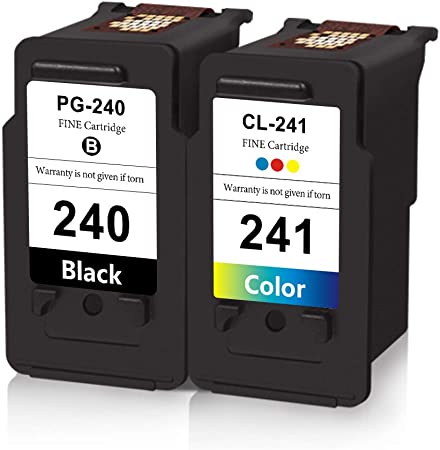 PG-240
FINE Cartridge
B
Warranty is not given if torn
240
Black
CL-241
FINE Cartridge
Warranty is not given if torn
241
Color